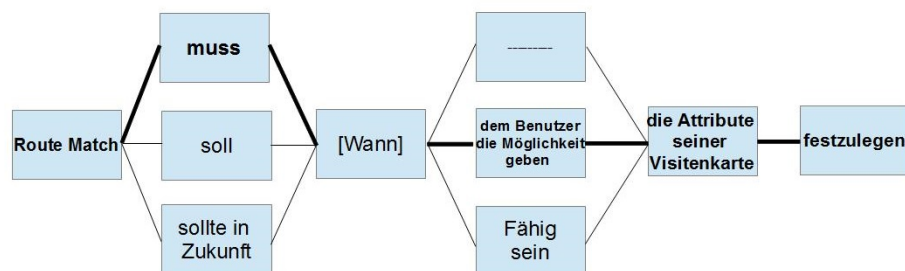 Route Match
muss
soll
sollte in
Zukunft
[Wann]
----------
dem Benutzer
die Möglichkeit
geben
Fähig
sein
die Attribute
seiner
Visitenkarte
festzulegen